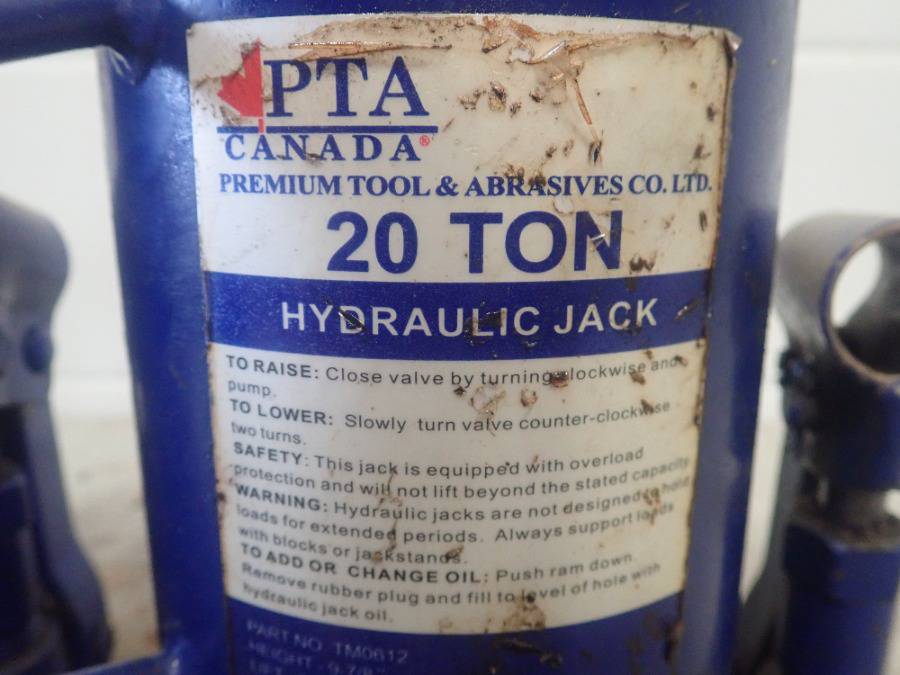 PTA
CANADA®
PREMIUM TOOL & ABRASIVES CO. LTD.
20 TON
HYDRAULIC JACK
TO RAISE: Close valve by turning clockwise and
pump.
TO LOWER: Slowly turn valve counter-clockwise
two turns.
SAFETY: This jack is equipped with overload
protection and will not lift beyond the stated capacity.
WARNING: Hydraulic jacks are not designed to hold
loads for extended periods. Always support loads
with blocks or jackstands.
TO ADD OR CHANGE OIL: Push ram down.
Remove rubber plug and fill to level of hole with
hydraulic jack oil.
PART NO. TM0612
HEIGHT - 9-7/8"